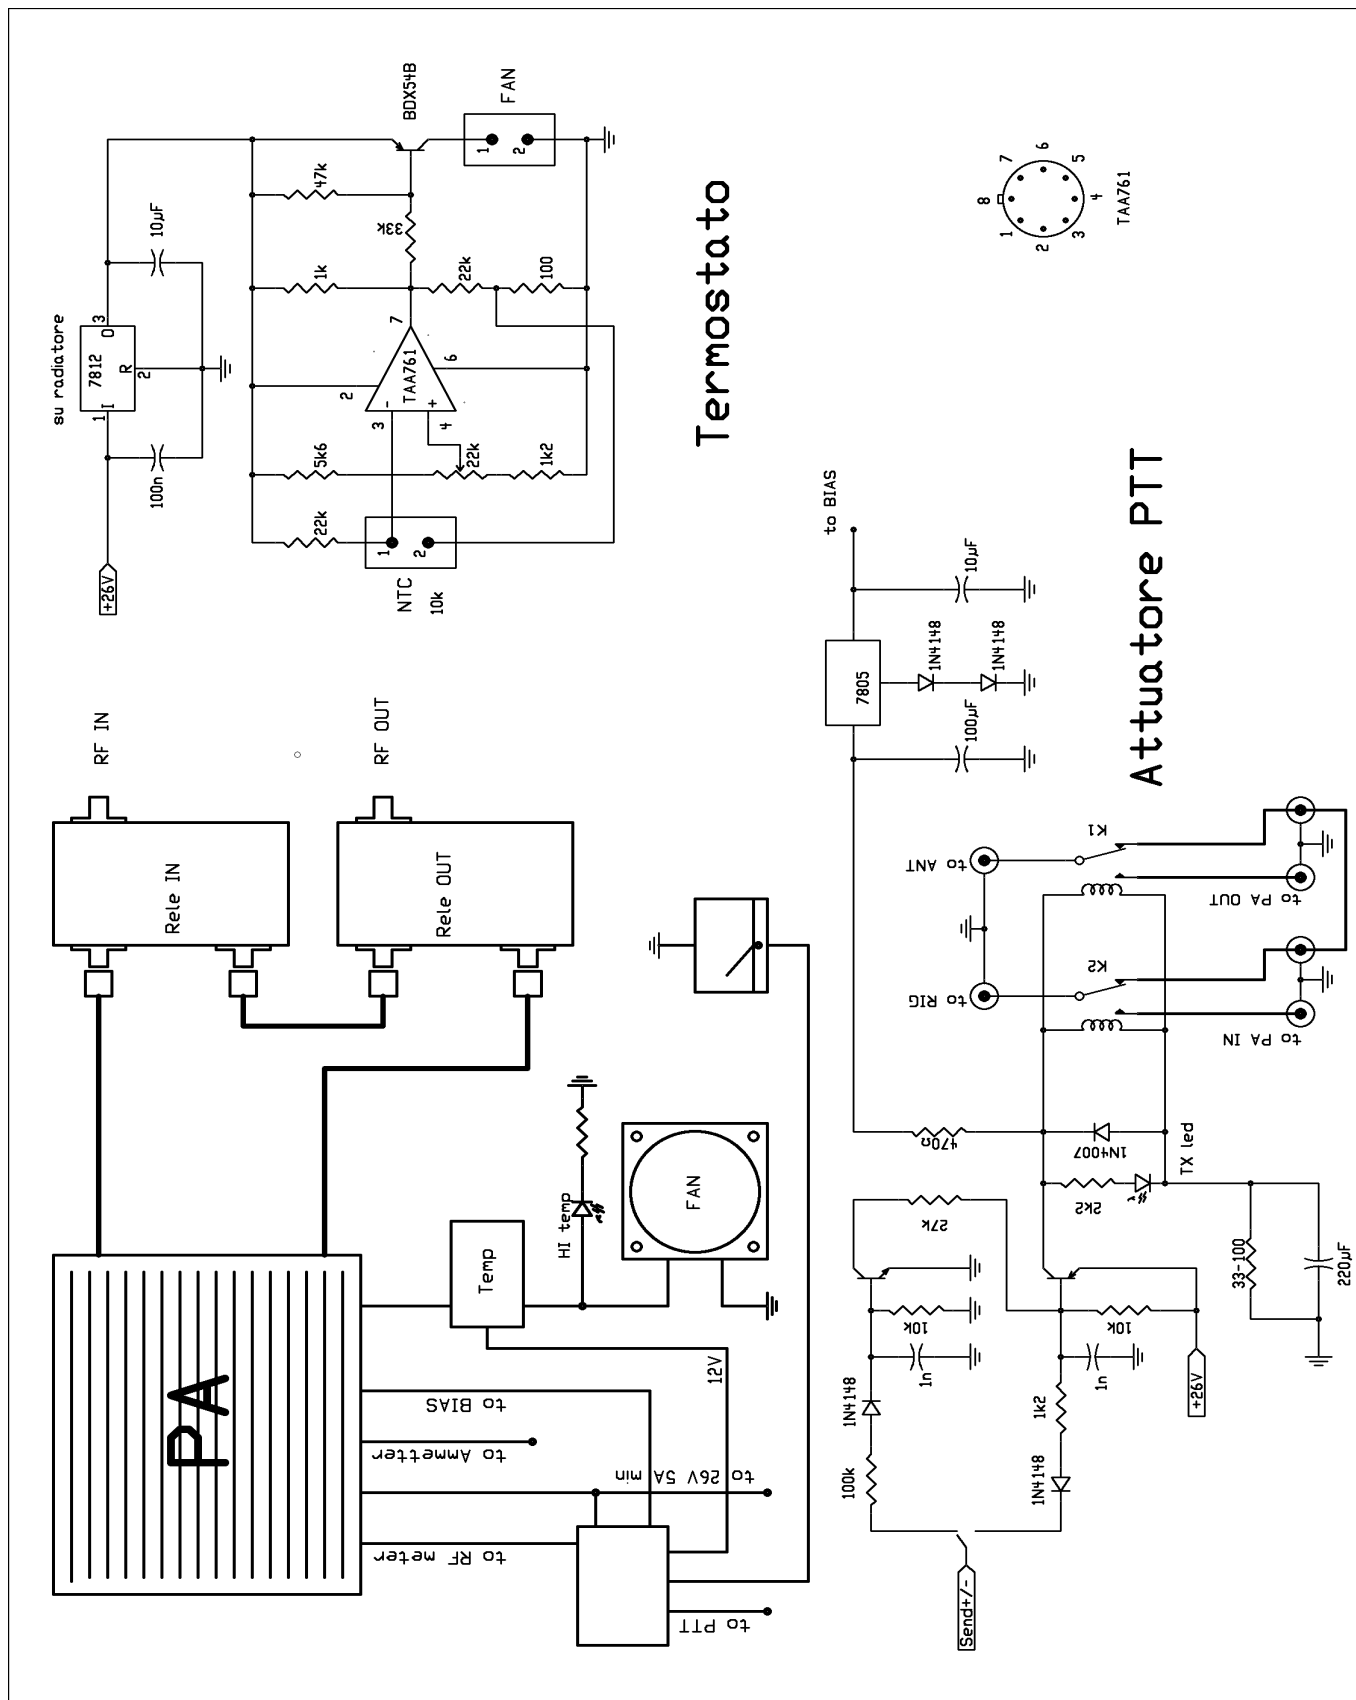 su radiatore
+26V
1
I
7812
R
2
O
3
100n
10µF
22k
5k6
1k
47k
BDX54B
33k
FAN
1
2
NTC
10k
1
2
3
-
4
+
2
TAA761
7
6
22k
1k2
22k
100
Termostato
8
1
2
3
4
5
6
7
TAA761
RF IN
Rele IN
RF OUT
Rele OUT
PA
Temp
HI temp
FAN
12V
to BIAS
to Ammetter
to 26V 5A min
to RF meter
to PTT
to BIAS
7805
100µF
10µF
1N4148
1N4148
Attuatore PTT
to ANT
K1
to PA OUT
to RIG
K2
to PA IN
470Ω
1N4007
TX led
2k2
27k
33-100
220µF
10k
1n
1N4148
100k
10k
1n
1k2
1N4148
+26V
Send+/-